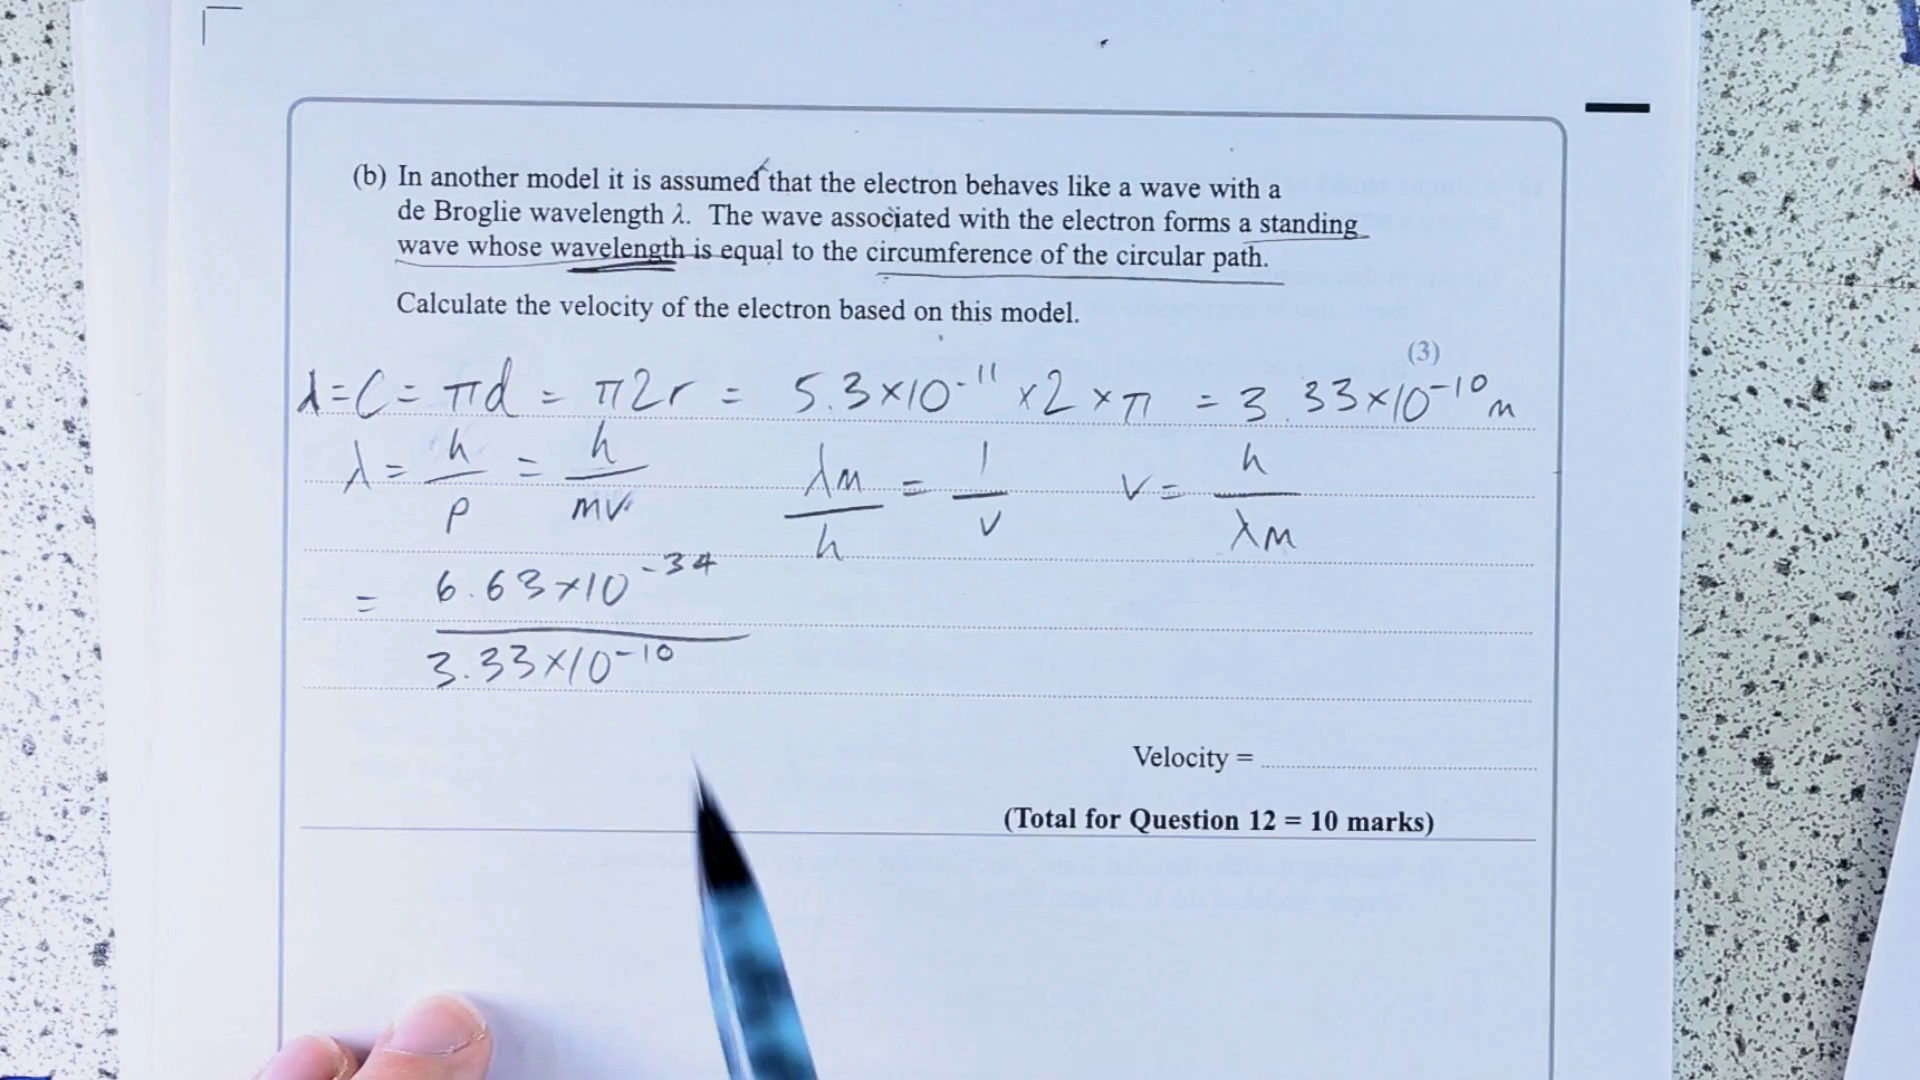 (b) In another model it is assumed that the electron behaves like a wave with a
de Broglie wavelength λ. The wave associated with the electron forms a standing
wave whose wavelength is equal to the circumference of the circular path.
Calculate the velocity of the electron based on this model.
(3)
λ = C = πd = π2r = 5.3×10⁻¹¹ × 2 × π = 3.33×10⁻¹⁰ m
λ = h/p = h/mv λm/h = 1/v v = h/λm
= 6.63×10⁻³⁴
3.33×10⁻¹⁰
Velocity =
(Total for Question 12 = 10 marks)